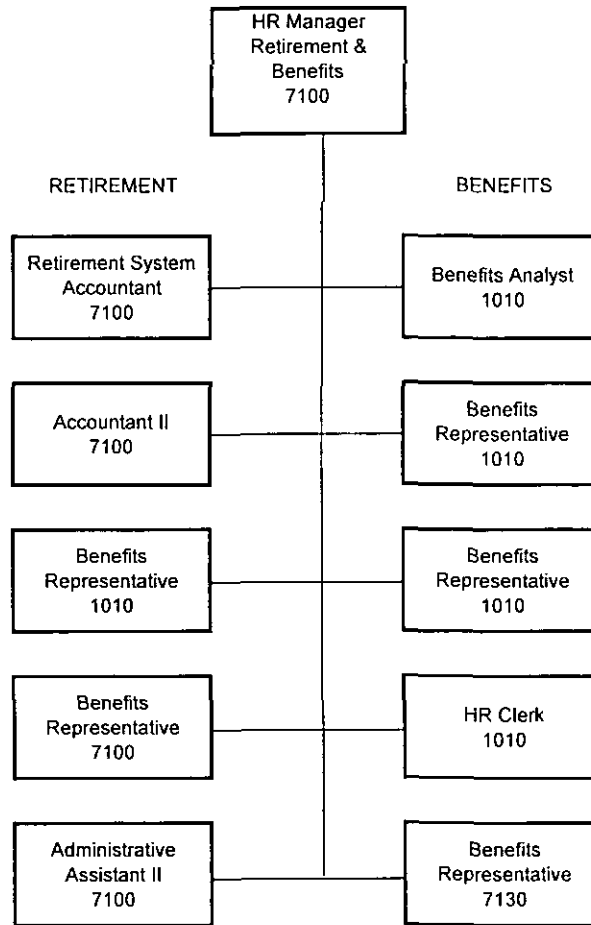 HR Manager
Retirement &
Benefits
7100
RETIREMENT
BENEFITS
Retirement System
Accountant
7100
Benefits Analyst
1010
Accountant II
7100
Benefits
Representative
1010
Benefits
Representative
1010
Benefits
Representative
1010
Benefits
Representative
7100
HR Clerk
1010
Administrative
Assistant II
7100
Benefits
Representative
7130